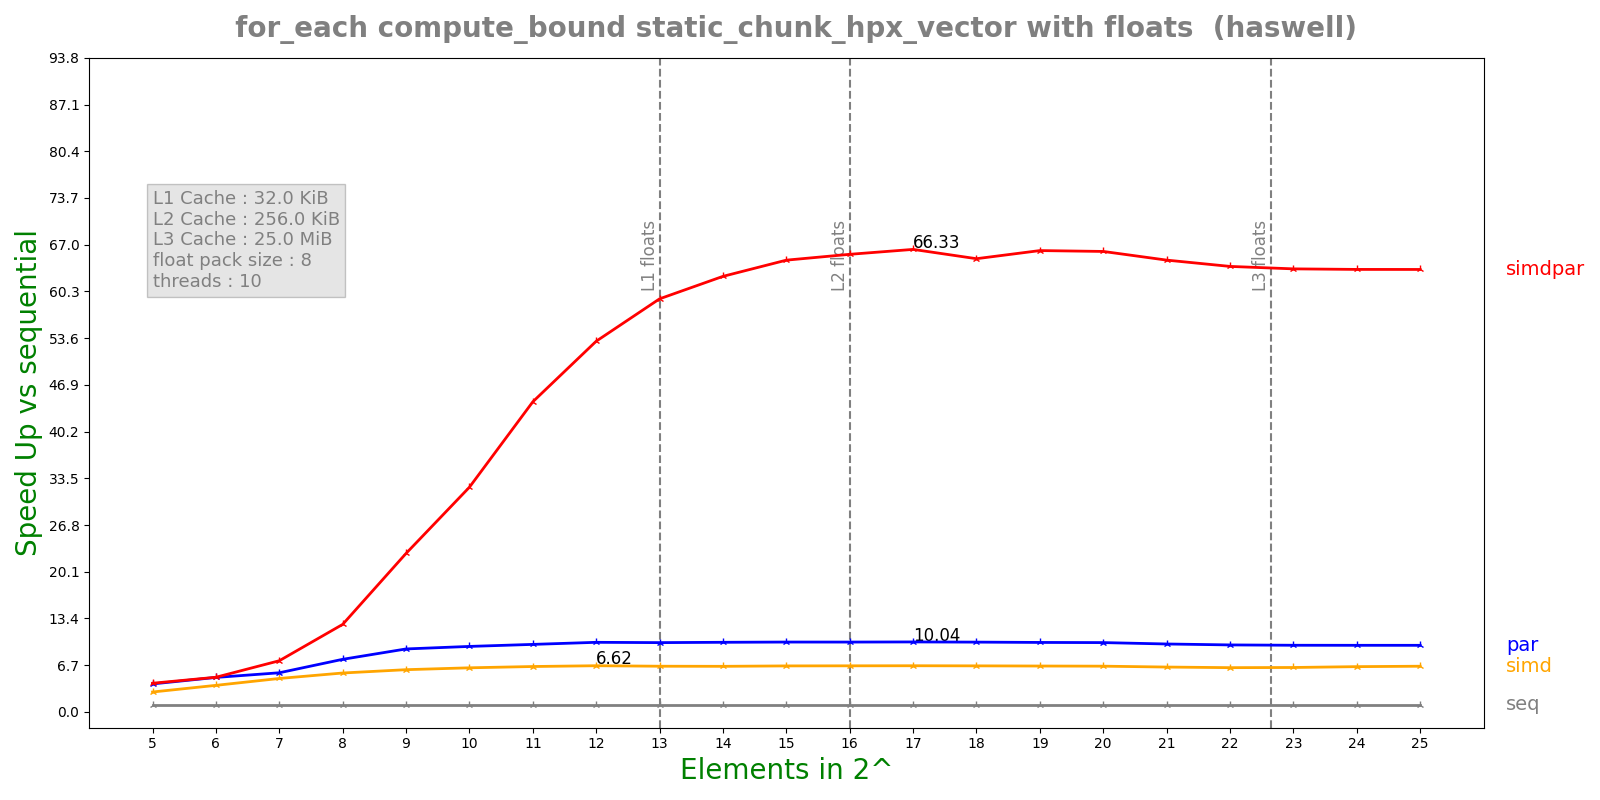 for_each compute_bound static_chunk_hpx_vector with floats  (haswell)
Speed Up vs sequential
93.8
87.1
80.4
73.7
67.0
60.3
53.6
46.9
40.2
33.5
26.8
20.1
13.4
6.7
0.0
L1 Cache : 32.0 KiB
L2 Cache : 256.0 KiB
L3 Cache : 25.0 MiB
float pack size : 8
threads : 10
L1 floats
L2 floats
L3 floats
66.33
10.04
6.62
simdpar
par
simd
seq
5 6 7 8 9 10 11 12 13 14 15 16 17 18 19 20 21 22 23 24 25
Elements in 2^